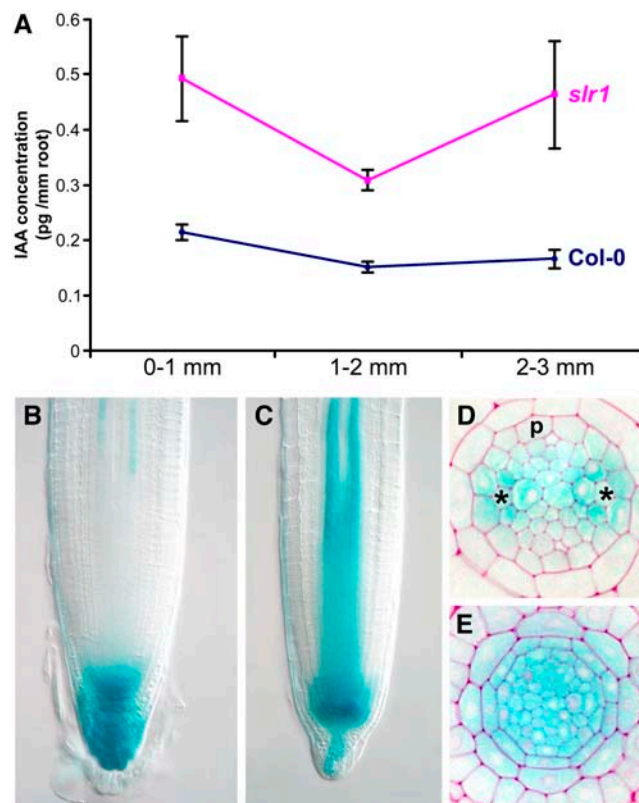 A
IAA concentration
(pg /mm root)
0.6
0.5
0.4
0.3
0.2
0.1
0
slr1
Col-0
0-1 mm
1-2 mm
2-3 mm
B
C
D
p
*
*
E